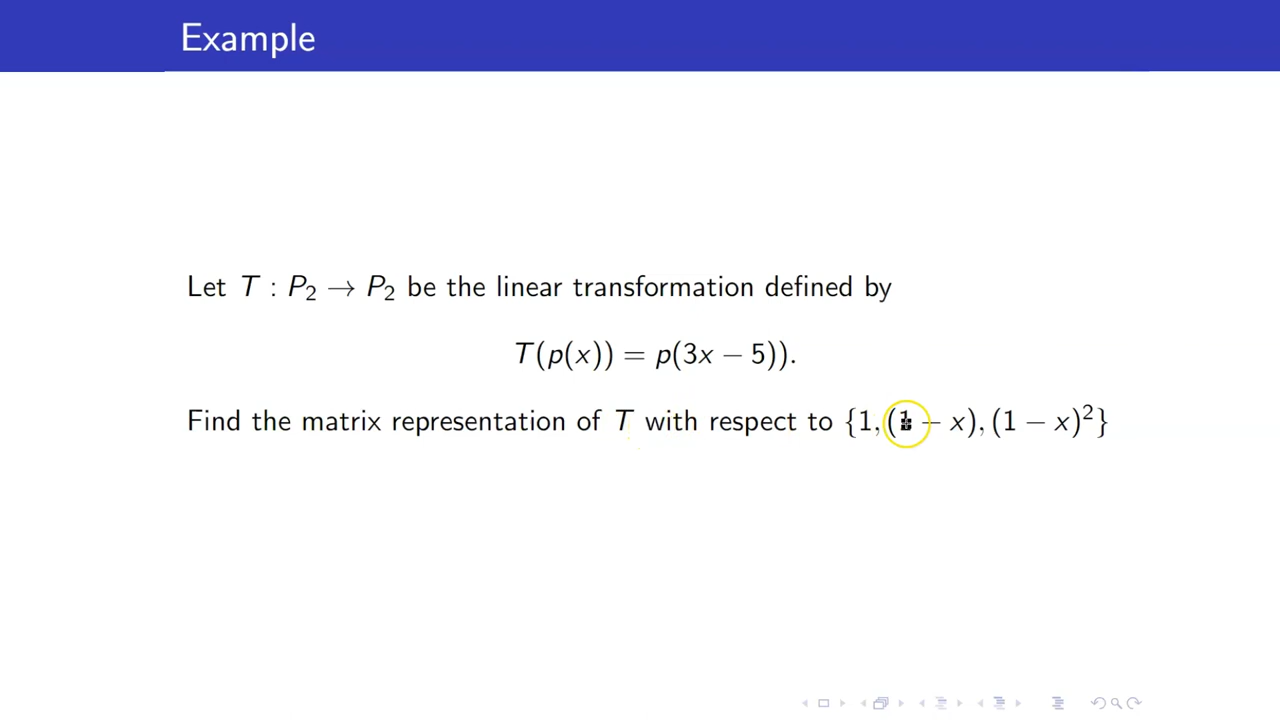 Example
Let T : P₂ → P₂ be the linear transformation defined by
T(p(x)) = p(3x − 5)).
Find the matrix representation of T with respect to {1, (1 − x), (1 − x)²}